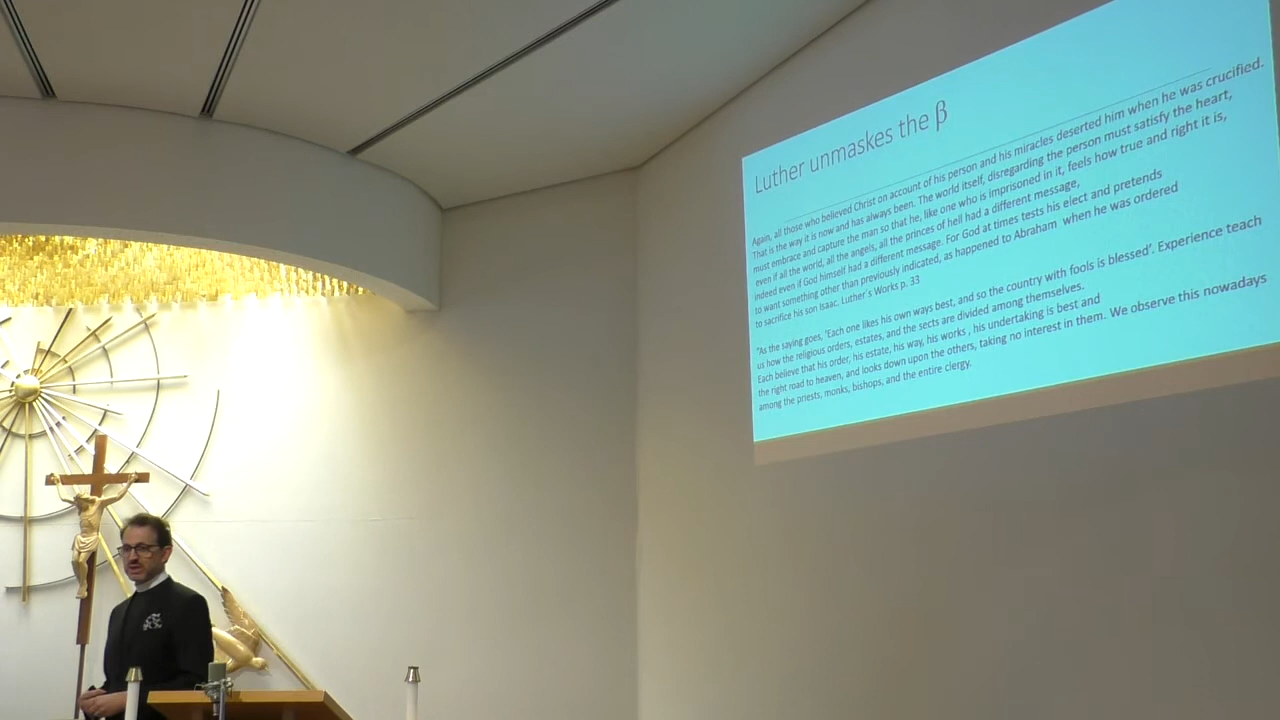 Luther unmasks the β
Again, all those who believed Christ on account of his person and his miracles deserted him when he was crucified.
That is the way it is now and has always been. The world itself, disregarding the person must satisfy the heart,
must embrace and capture the man so that he, like one who is imprisoned in it, feels how true and right it is,
even if all the world, all the angels, all the princes of hell had a different message,
indeed even if God himself had a different message. For God at times tests his elect and pretends
to want something other than previously indicated, as happened to Abraham when he was ordered
to sacrifice his son Isaac. Luther's Works p. 33
"As the saying goes, 'Each one likes his own ways best, and so the country with fools is blessed'. Experience teach
us how the religious orders, estates, and the sects are divided among themselves.
Each believe that his order, his estate, his way, his works , his undertaking is best and
the right road to heaven, and looks down upon the others, taking no interest in them. We observe this nowadays
among the priests, monks, bishops, and the entire clergy.